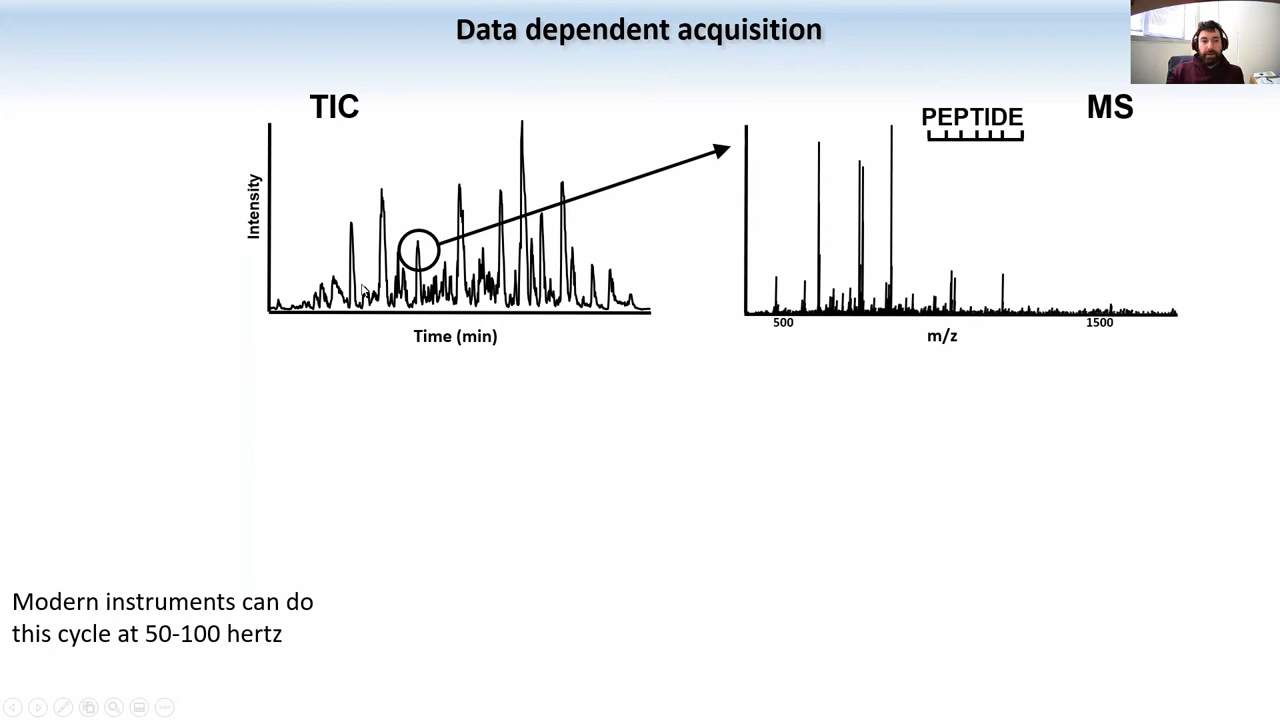 Data dependent acquisition
TIC
Intensity
Time (min)
PEPTIDE
MS
500
1500
m/z
Modern instruments can do
this cycle at 50-100 hertz